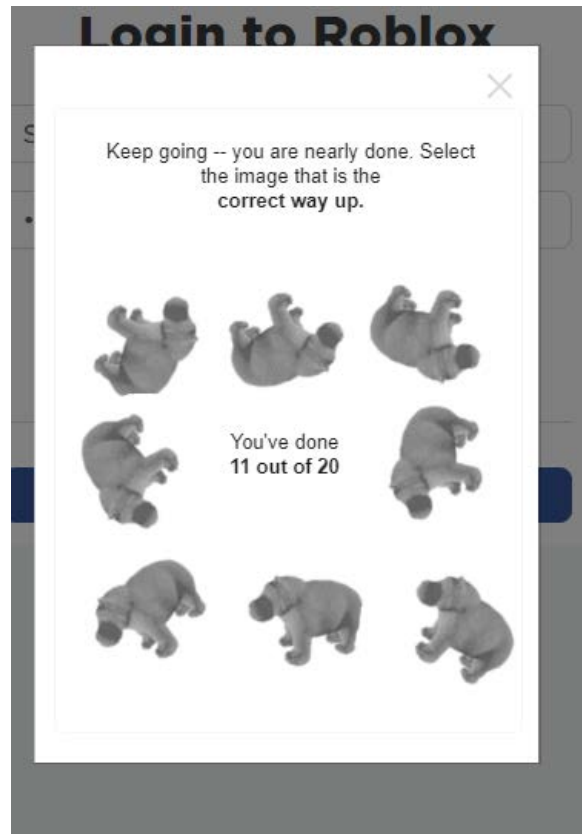 Login to Roblox
S
Keep going -- you are nearly done. Select
the image that is the
correct way up.
You've done
11 out of 20